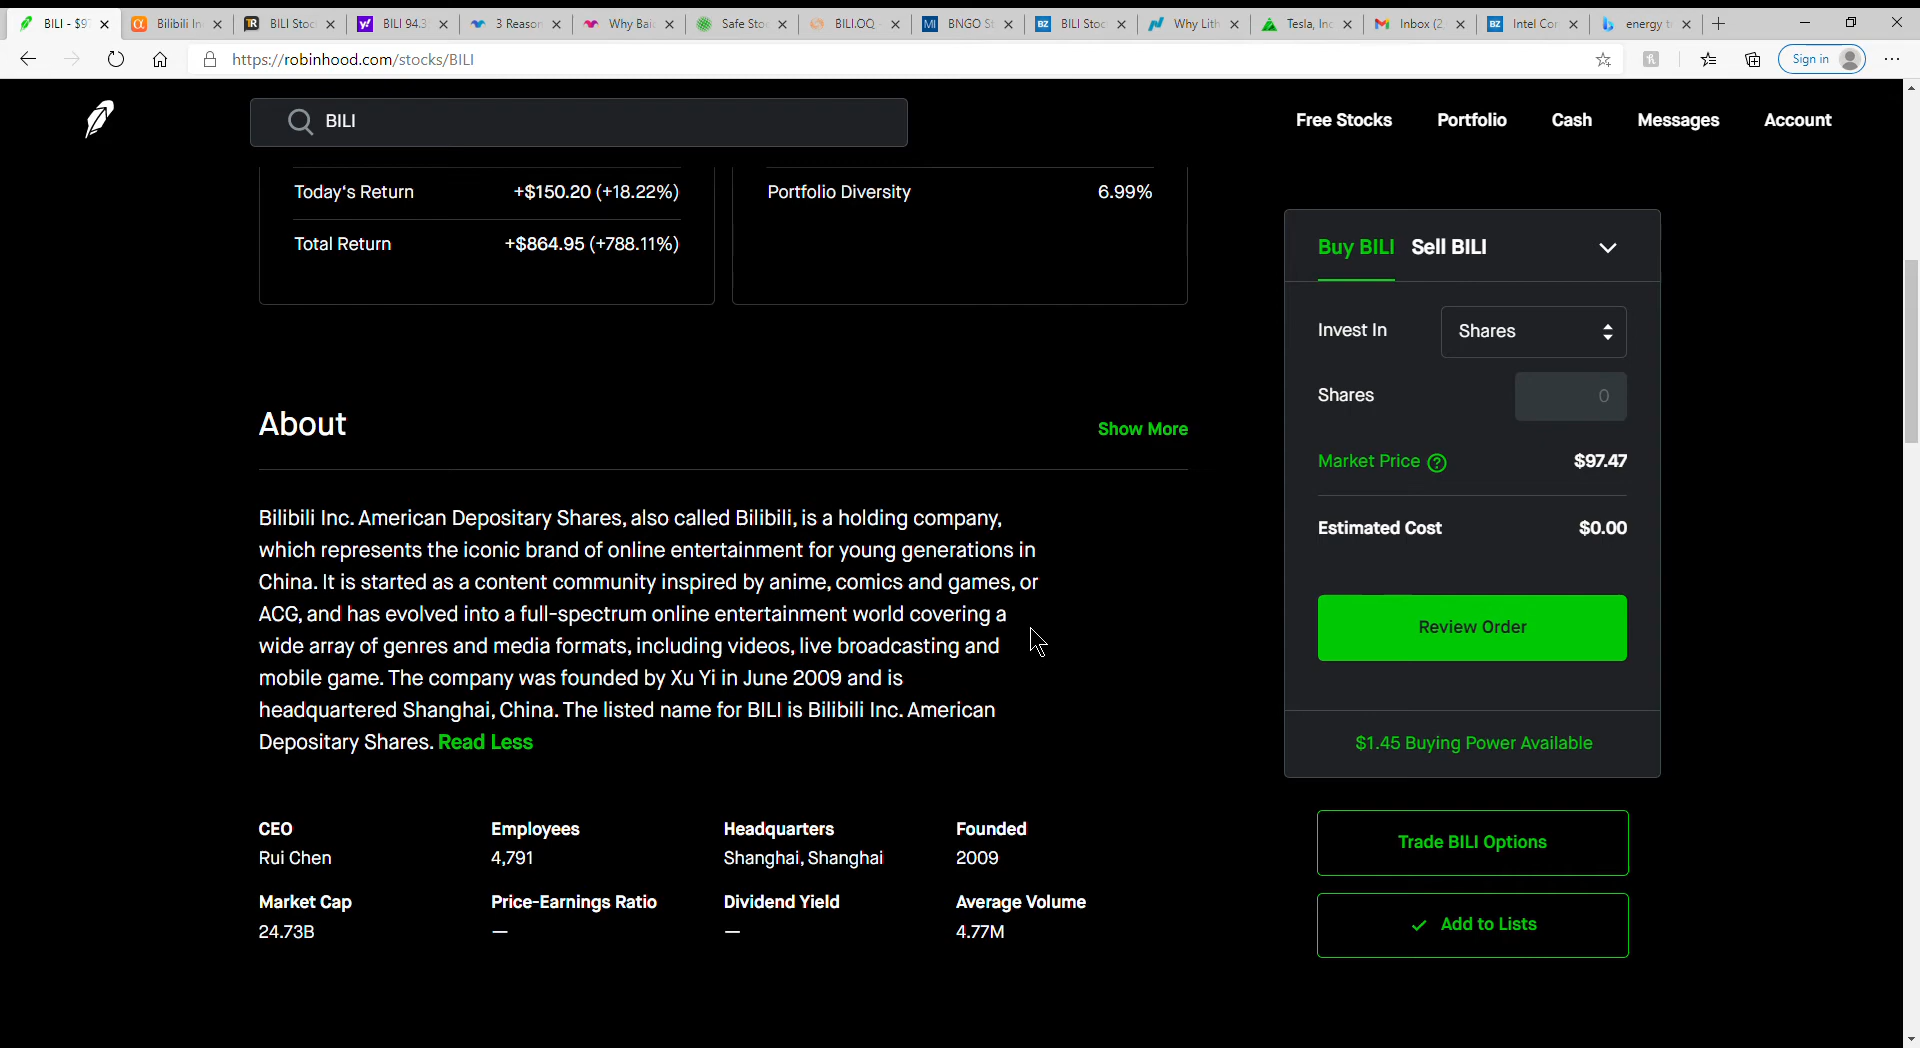 BILI - $97
Bilibili In
BILI Stoc
BILI 94.3
3 Reason
Why Bai
Safe Sto
BILI.OQ
BNGO S
BILI Stoc
Why Lith
Tesla, Inc
Inbox (2
Intel Cor
energy t
https://robinhood.com/stocks/BILI
Sign in
BILI
Free Stocks
Portfolio
Cash
Messages
Account
Today's Return +$150.20 (+18.22%)
Total Return +$864.95 (+788.11%)
Portfolio Diversity 6.99%
Buy BILI Sell BILI
Invest In Shares
Shares 0
Market Price ? $97.47
Estimated Cost $0.00
Review Order
$1.45 Buying Power Available
Trade BILI Options
Add to Lists
About
Show More
Bilibili Inc. American Depositary Shares, also called Bilibili, is a holding company,
which represents the iconic brand of online entertainment for young generations in
China. It is started as a content community inspired by anime, comics and games, or
ACG, and has evolved into a full-spectrum online entertainment world covering a
wide array of genres and media formats, including videos, live broadcasting and
mobile game. The company was founded by Xu Yi in June 2009 and is
headquartered Shanghai, China. The listed name for BILI is Bilibili Inc. American
Depositary Shares. Read Less
CEO Employees Headquarters Founded
Rui Chen 4,791 Shanghai, Shanghai 2009
Market Cap Price-Earnings Ratio Dividend Yield Average Volume
24.73B — — 4.77M